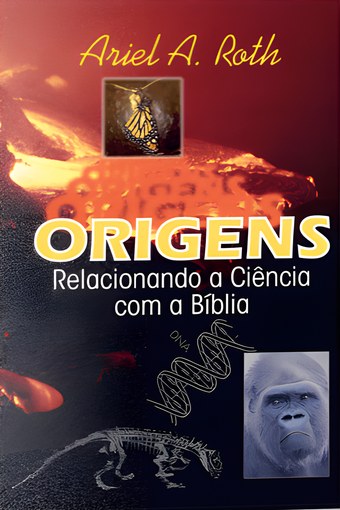 Ariel A. Roth
ORIGENS
Relacionando a Ciência
com a Bíblia
DNA